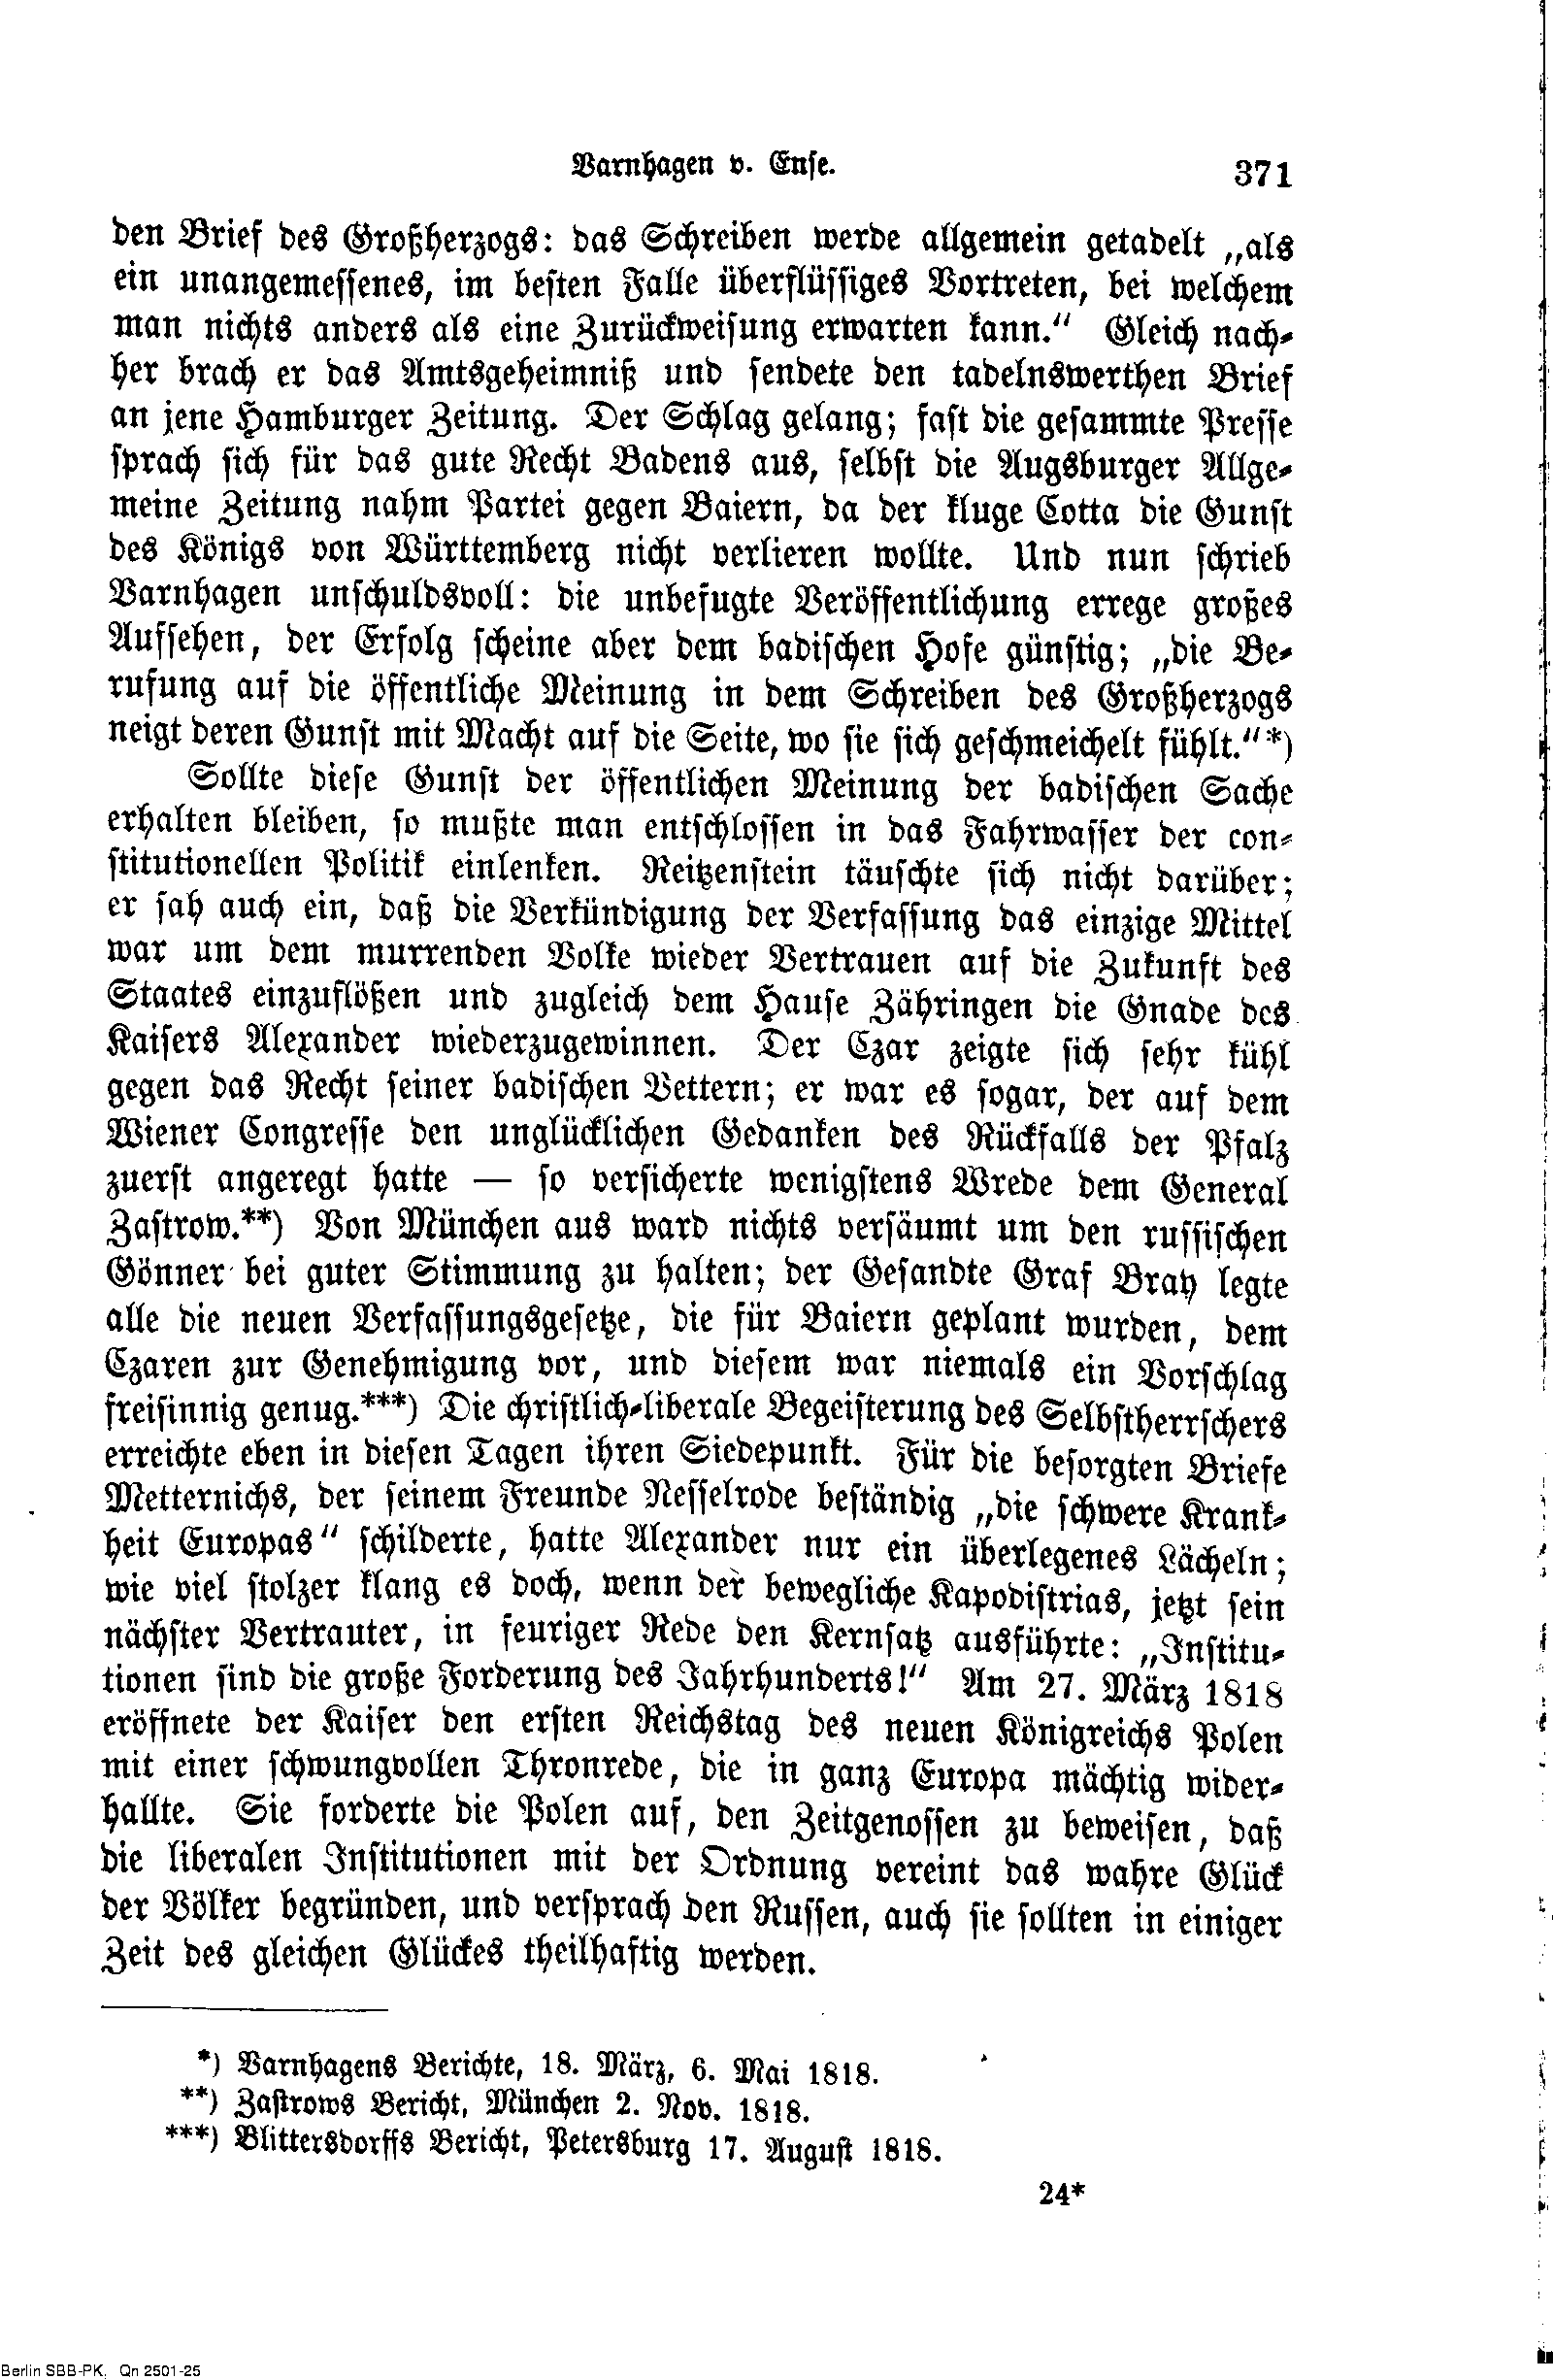 Varnhagen v. Ense.
371
den Brief des Großherzogs: das Schreiben werde allgemein getadelt „als
ein unangemessenes, im besten Falle überflüssiges Vortreten, bei welchem
man nichts anders als eine Zurückweisung erwarten kann.“ Gleich nach-
her brach er das Amtsgeheimniß und sendete den tadelnswerthen Brief
an jene Hamburger Zeitung. Der Schlag gelang; fast die gesammte Presse
sprach sich für das gute Recht Badens aus, selbst die Augsburger Allge-
meine Zeitung nahm Partei gegen Baiern, da der kluge Cotta die Gunst
des Königs von Württemberg nicht verlieren wollte. Und nun schrieb
Varnhagen unschuldsvoll: die unbefugte Veröffentlichung errege großes
Aufsehen, der Erfolg scheine aber dem badischen Hofe günstig; „die Be-
rufung auf die öffentliche Meinung in dem Schreiben des Großherzogs
neigt deren Gunst mit Macht auf die Seite, wo sie sich geschmeichelt fühlt.“*)
Sollte diese Gunst der öffentlichen Meinung der badischen Sache
erhalten bleiben, so mußte man entschlossen in das Fahrwasser der con-
stitutionellen Politik einlenken. Reitzenstein täuschte sich nicht darüber;
er sah auch ein, daß die Verkündigung der Verfassung das einzige Mittel
war um dem murrenden Volke wieder Vertrauen auf die Zukunft des
Staates einzuflößen und zugleich dem Hause Zähringen die Gnade des
Kaisers Alexander wiederzugewinnen. Der Czar zeigte sich sehr kühl
gegen das Recht seiner badischen Vettern; er war es sogar, der auf dem
Wiener Congresse den unglücklichen Gedanken des Rückfalls der Pfalz
zuerst angeregt hatte — so versicherte wenigstens Wrede dem General
Zastrow.**) Von München aus ward nichts versäumt um den russischen
Gönner bei guter Stimmung zu halten; der Gesandte Graf Bray legte
alle die neuen Verfassungsgesetze, die für Baiern geplant wurden, dem
Czaren zur Genehmigung vor, und diesem war niemals ein Vorschlag
freisinnig genug.***) Die christlich-liberale Begeisterung des Selbstherrschers
erreichte eben in diesen Tagen ihren Siedepunkt. Für die besorgten Briefe
Metternichs, der seinem Freunde Nesselrode beständig „die schwere Krank-
heit Europas“ schilderte, hatte Alexander nur ein überlegenes Lächeln;
wie viel stolzer klang es doch, wenn der bewegliche Kapodistrias, jetzt sein
nächster Vertrauter, in feuriger Rede den Kernsatz ausführte: „Institu-
tionen sind die große Forderung des Jahrhunderts!“ Am 27. März 1818
eröffnete der Kaiser den ersten Reichstag des neuen Königreichs Polen
mit einer schwungvollen Thronrede, die in ganz Europa mächtig wider-
hallte. Sie forderte die Polen auf, den Zeitgenossen zu beweisen, daß
die liberalen Institutionen mit der Ordnung vereint das wahre Glück
der Völker begründen, und versprach den Russen, auch sie sollten in einiger
Zeit des gleichen Glückes theilhaftig werden.
*) Varnhagens Berichte, 18. März, 6. Mai 1818.
**) Zastrows Bericht, München 2. Nov. 1818.
***) Blittersdorffs Bericht, Petersburg 17. August 1818.
24*
Berlin SBB-PK, Qn 2501-25